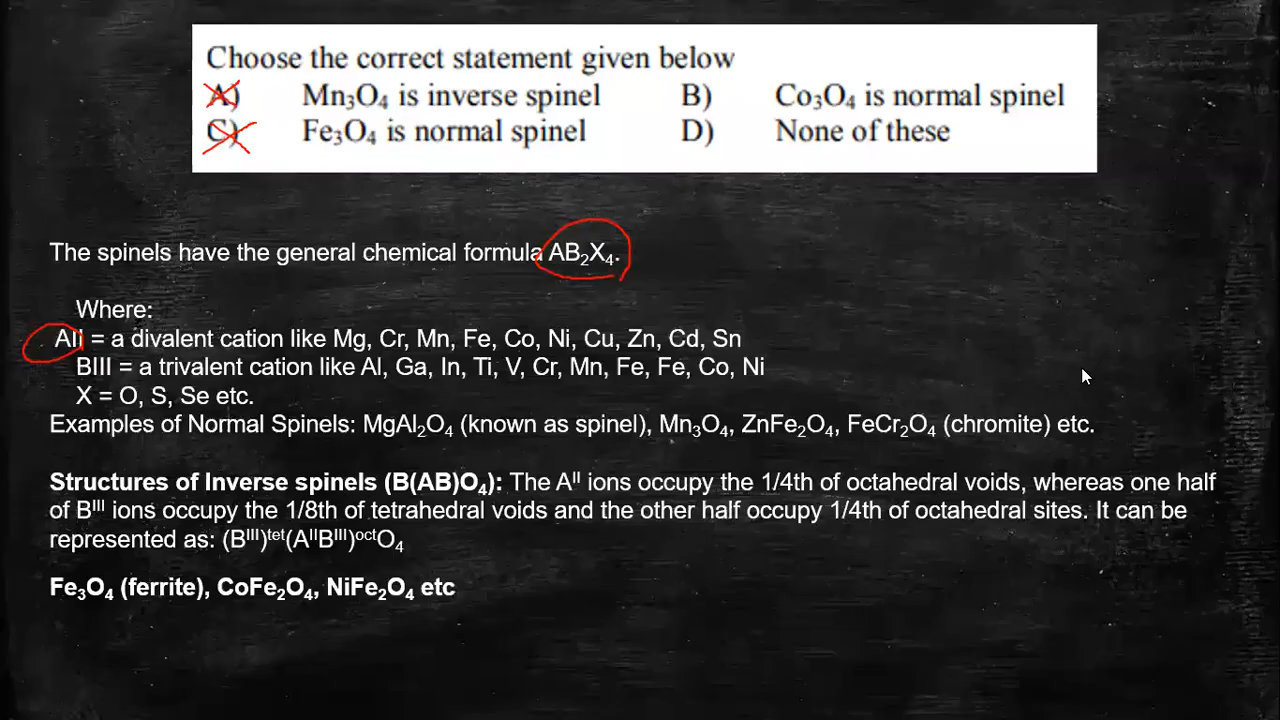 Choose the correct statement given below
A) Mn₃O₄ is inverse spinel B) Co₃O₄ is normal spinel
C) Fe₃O₄ is normal spinel D) None of these
The spinels have the general chemical formula AB₂X₄.
Where:
AII = a divalent cation like Mg, Cr, Mn, Fe, Co, Ni, Cu, Zn, Cd, Sn
BIII = a trivalent cation like Al, Ga, In, Ti, V, Cr, Mn, Fe, Fe, Co, Ni
X = O, S, Se etc.
Examples of Normal Spinels: MgAl₂O₄ (known as spinel), Mn₃O₄, ZnFe₂O₄, FeCr₂O₄ (chromite) etc.
Structures of Inverse spinels (B(AB)O₄): The Aᴵᴵ ions occupy the 1/4th of octahedral voids, whereas one half
of Bᴵᴵᴵ ions occupy the 1/8th of tetrahedral voids and the other half occupy 1/4th of octahedral sites. It can be
represented as: (Bᴵᴵᴵ)ᵗᵉᵗ(AᴵᴵBᴵᴵᴵ)ᵒᶜᵗO₄
Fe₃O₄ (ferrite), CoFe₂O₄, NiFe₂O₄ etc